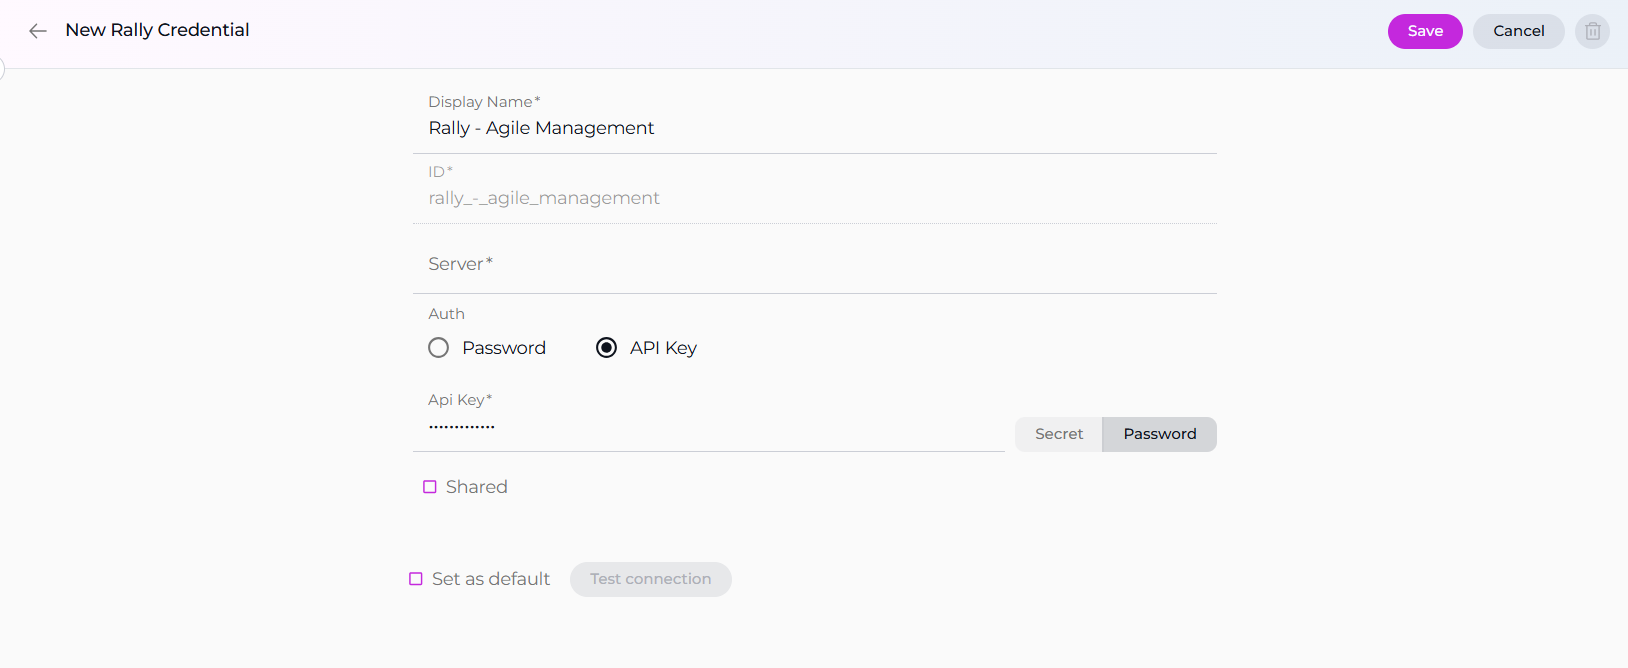 New Rally Credential
Save
Cancel
Display Name*
Rally - Agile Management
ID*
rally_-_agile_management
Server*
Auth
Password
API Key
Api Key*
•••••••••••••
Secret
Password
Shared
Set as default
Test connection